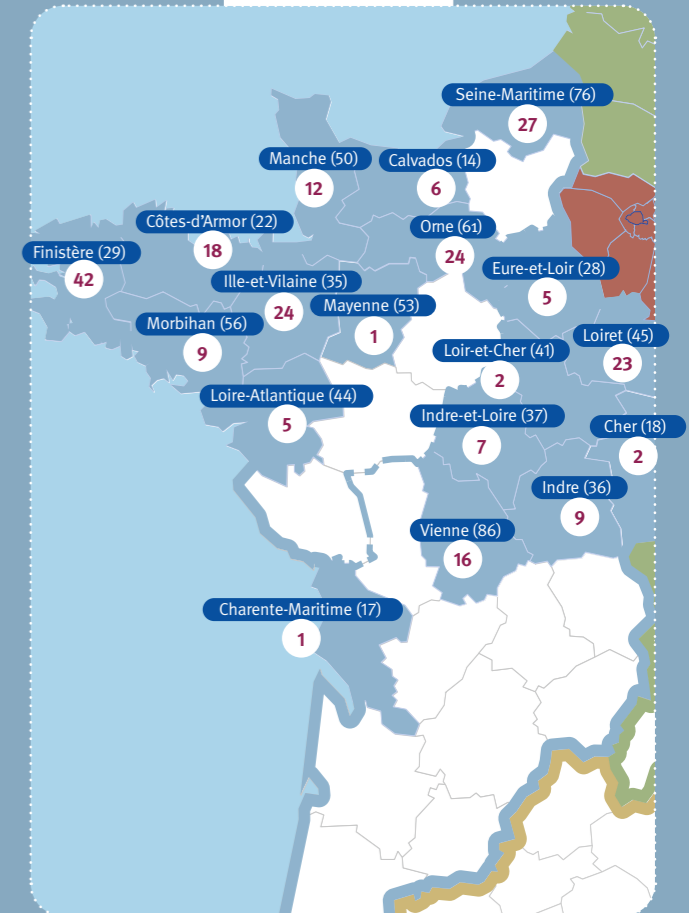 Seine-Maritime (76)
27
Manche (50)
12
Calvados (14)
6
Côtes-d'Armor (22)
18
Orne (61)
24
Finistère (29)
42
Eure-et-Loir (28)
5
Ille-et-Vilaine (35)
24
Mayenne (53)
1
Morbihan (56)
9
Loiret (45)
23
Loir-et-Cher (41)
2
Loire-Atlantique (44)
5
Indre-et-Loire (37)
7
Cher (18)
2
Indre (36)
9
Vienne (86)
16
Charente-Maritime (17)
1